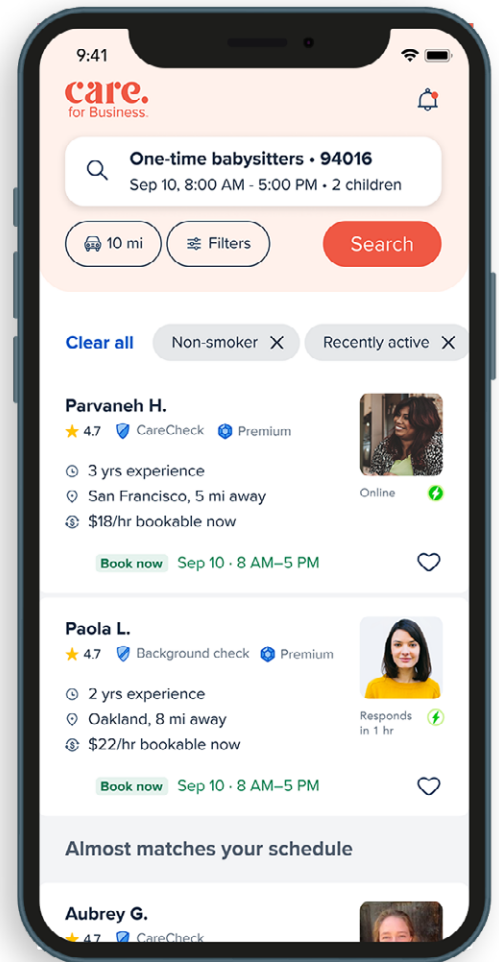 9:41
care.
for Business.
One-time babysitters • 94016
Sep 10, 8:00 AM - 5:00 PM • 2 children
10 mi
Filters
Search
Clear all
Non-smoker
Recently active
Parvaneh H.
4.7 CareCheck Premium
3 yrs experience
San Francisco, 5 mi away
$18/hr bookable now
Online
Book now Sep 10 · 8 AM–5 PM
Paola L.
4.7 Background check Premium
2 yrs experience
Oakland, 8 mi away
$22/hr bookable now
Responds
in 1 hr
Book now Sep 10 · 8 AM–5 PM
Almost matches your schedule
Aubrey G.
4.7 CareCheck